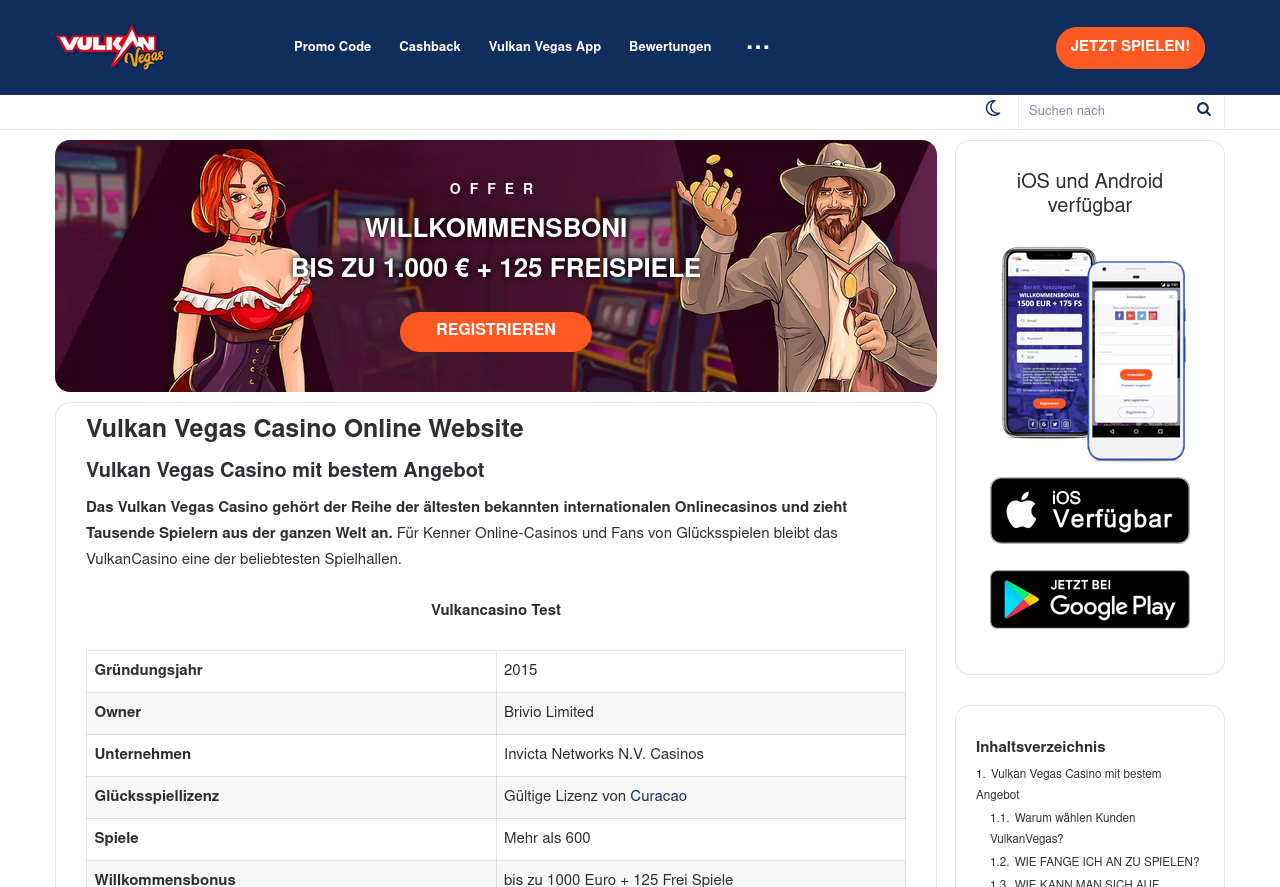 VULKAN
Vegas
Promo Code
Cashback
Vulkan Vegas App
Bewertungen
JETZT SPIELEN!
Suchen nach
OFFER
WILLKOMMENSBONI
BIS ZU 1.000 € + 125 FREISPIELE
REGISTRIEREN
Vulkan Vegas Casino Online Website
Vulkan Vegas Casino mit bestem Angebot
Das Vulkan Vegas Casino gehört der Reihe der ältesten bekannten internationalen Onlinecasinos und zieht
Tausende Spielern aus der ganzen Welt an. Für Kenner Online-Casinos und Fans von Glücksspielen bleibt das
VulkanCasino eine der beliebtesten Spielhallen.
Vulkancasino Test
Gründungsjahr 2015
Owner Brivio Limited
Unternehmen Invicta Networks N.V. Casinos
Glücksspiellizenz Gültige Lizenz von Curacao
Spiele Mehr als 600
Willkommensbonus bis zu 1000 Euro + 125 Frei Spiele
iOS und Android
verfügbar
Bereit, loszulegen?
WILLKOMMENSBONUS
1500 EUR + 175 FS
Email
Registrieren
Anmelden
Anmelden
Registrieren
iOS
Verfügbar
JETZT BEI
Google Play
Inhaltsverzeichnis
1. Vulkan Vegas Casino mit bestem
Angebot
1.1. Warum wählen Kunden
VulkanVegas?
1.2. WIE FANGE ICH AN ZU SPIELEN?
1.3. WIE KANN MAN SICH AUF